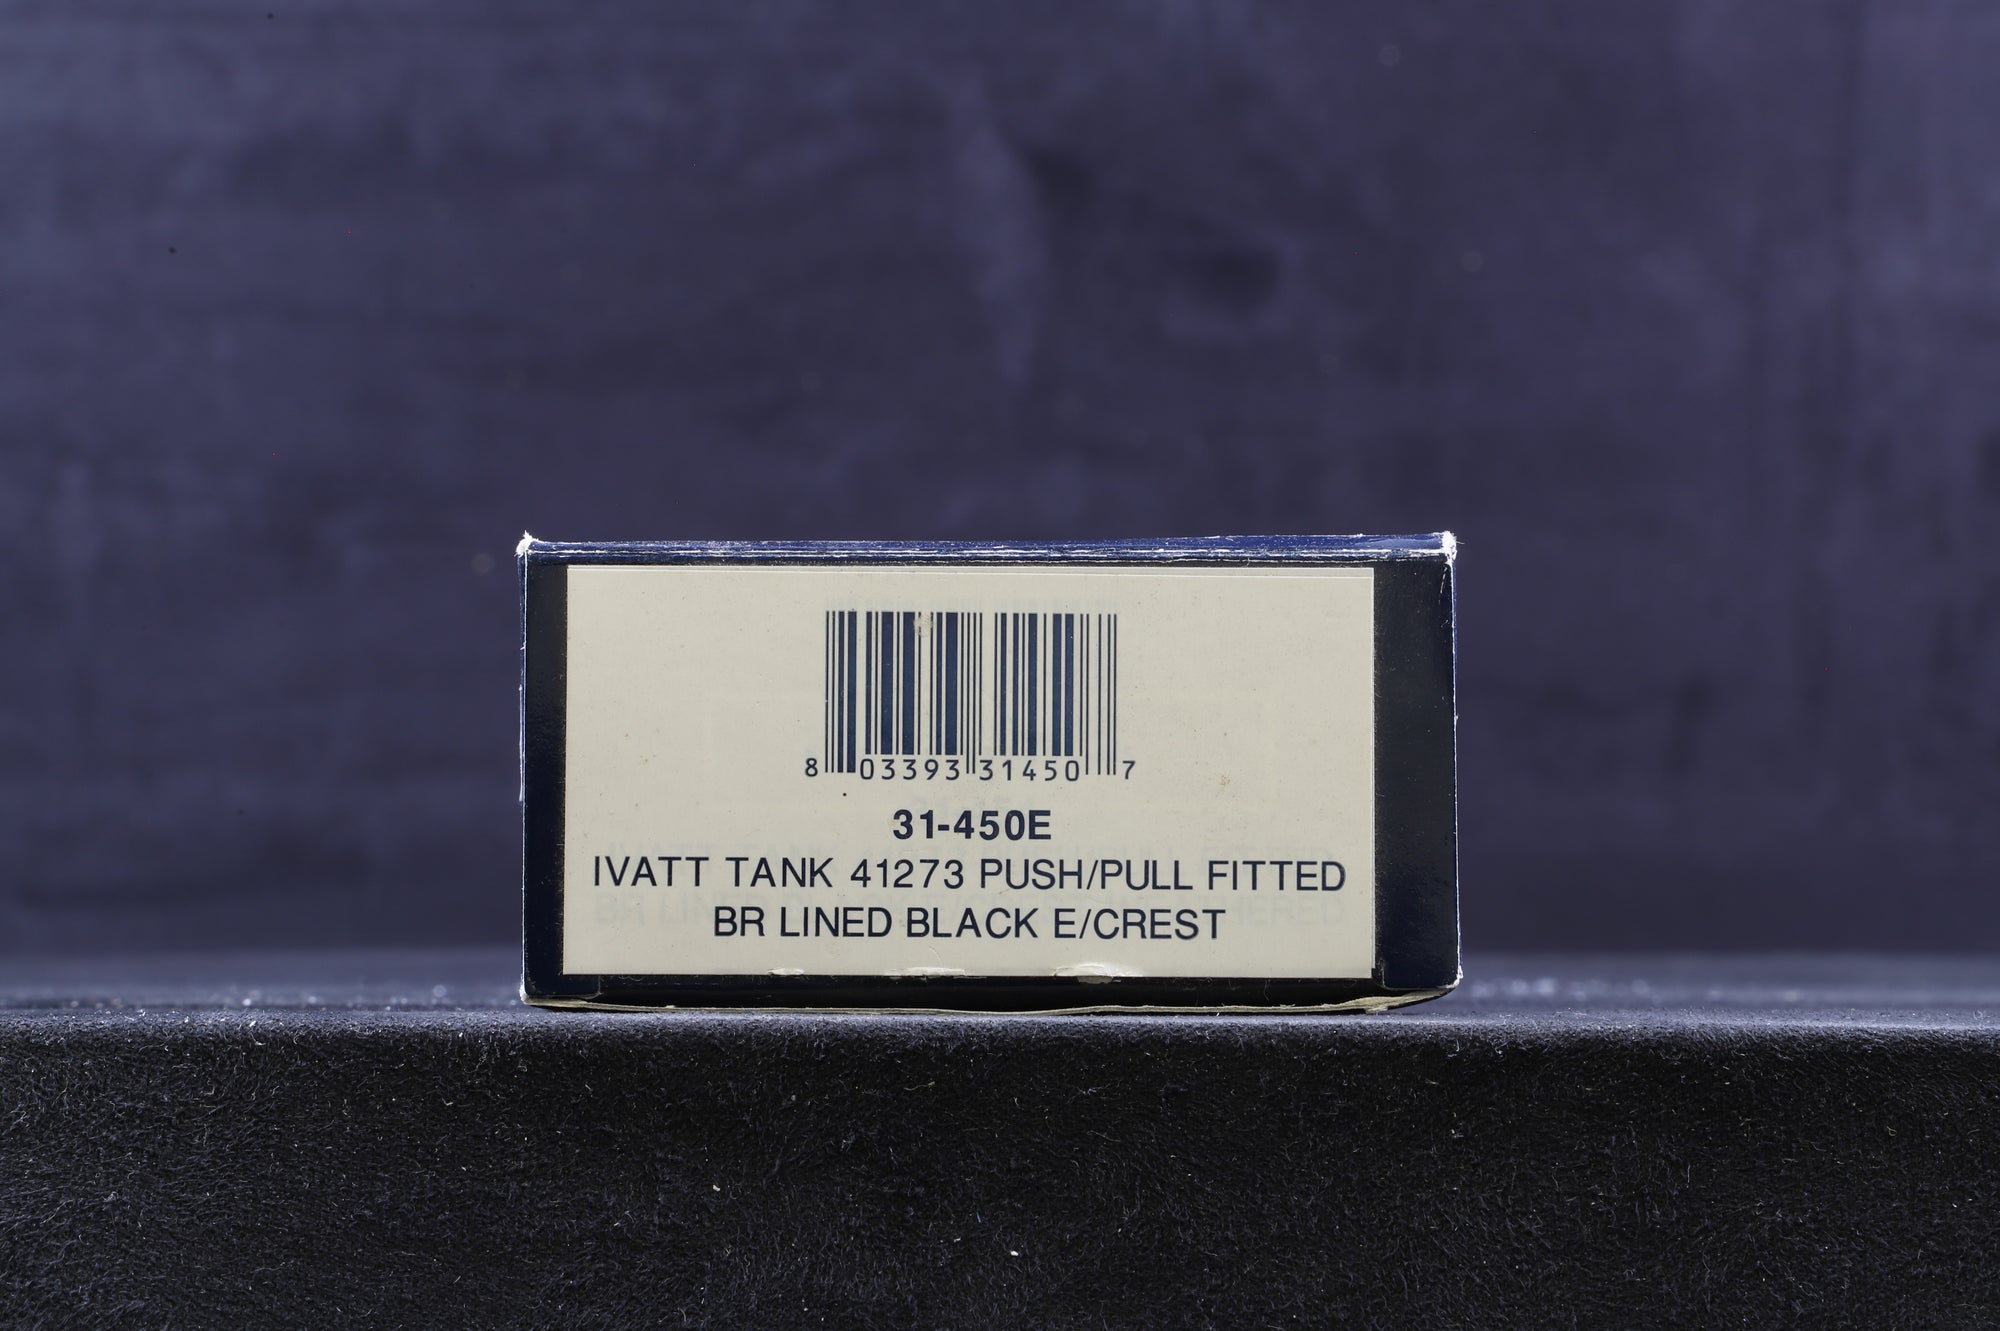 8 03393 31450 7
31-450E
IVATT TANK 41273 PUSH/PULL FITTED
BR LINED BLACK E/CREST